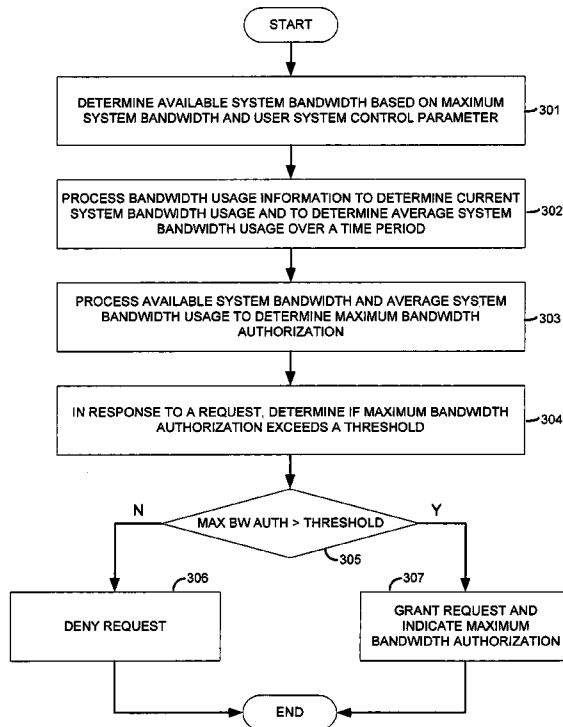 START
DETERMINE AVAILABLE SYSTEM BANDWIDTH BASED ON MAXIMUM
SYSTEM BANDWIDTH AND USER SYSTEM CONTROL PARAMETER
301
PROCESS BANDWIDTH USAGE INFORMATION TO DETERMINE CURRENT
SYSTEM BANDWIDTH USAGE AND TO DETERMINE AVERAGE SYSTEM
BANDWIDTH USAGE OVER A TIME PERIOD
302
PROCESS AVAILABLE SYSTEM BANDWIDTH AND AVERAGE SYSTEM
BANDWIDTH USAGE TO DETERMINE MAXIMUM BANDWIDTH
AUTHORIZATION
303
IN RESPONSE TO A REQUEST, DETERMINE IF MAXIMUM BANDWIDTH
AUTHORIZATION EXCEEDS A THRESHOLD
304
N
MAX BW AUTH > THRESHOLD
Y
305
306
DENY REQUEST
307
GRANT REQUEST AND
INDICATE MAXIMUM
BANDWIDTH AUTHORIZATION
END